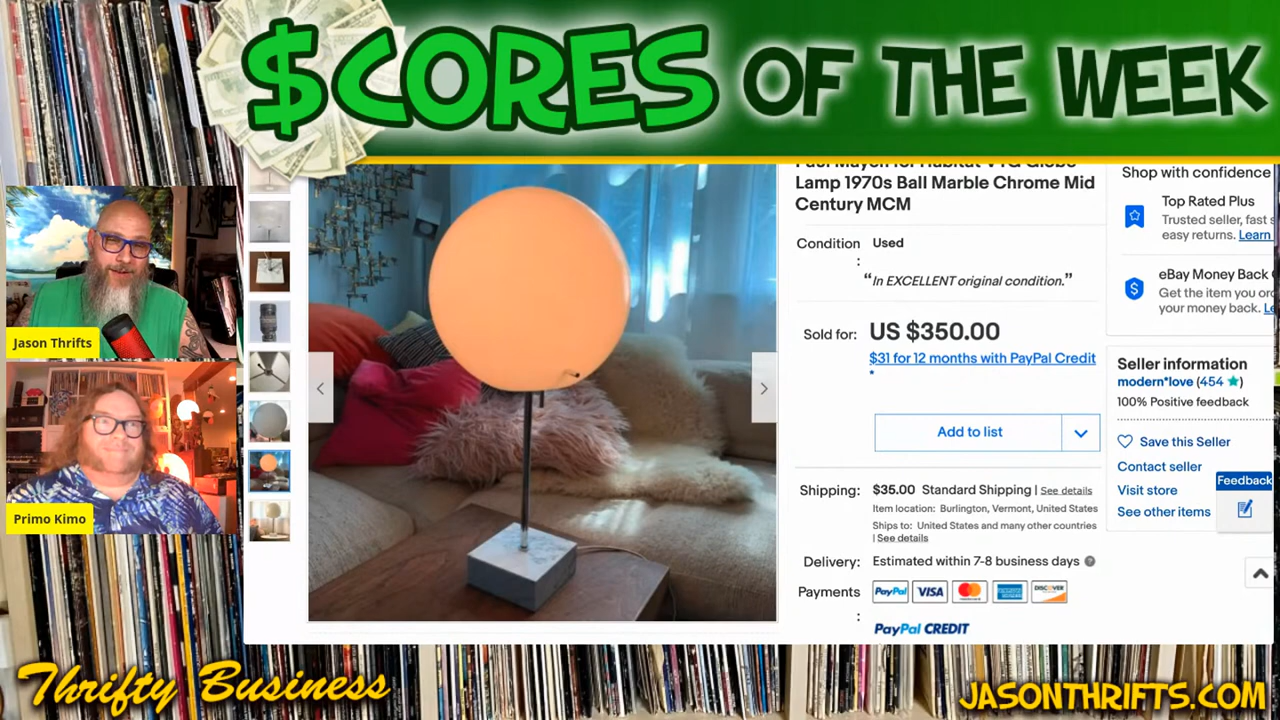 $CORES OF THE WEEK
Lamp 1970s Ball Marble Chrome Mid
Century MCM
Condition
:
Used
“In EXCELLENT original condition.”
Sold for:
US $350.00
$31 for 12 months with PayPal Credit
*
Add to list
Shipping:
$35.00 Standard Shipping | See details
Item location: Burlington, Vermont, United States
Ships to: United States and many other countries
| See details
Delivery:
Estimated within 7-8 business days
Payments
:
PayPal VISA MasterCard AMERICAN EXPRESS DISCOVER
PayPal CREDIT
Shop with confidence
Top Rated Plus
Trusted seller, fast s
easy returns. Learn
eBay Money Back
Get the item you or
your money back. Le
Seller information
modern*love (454 ★)
100% Positive feedback
Save this Seller
Contact seller
Visit store
See other items
Feedback
Jason Thrifts
Primo Kimo
Thrifty Business
JASONTHRIFTS.COM